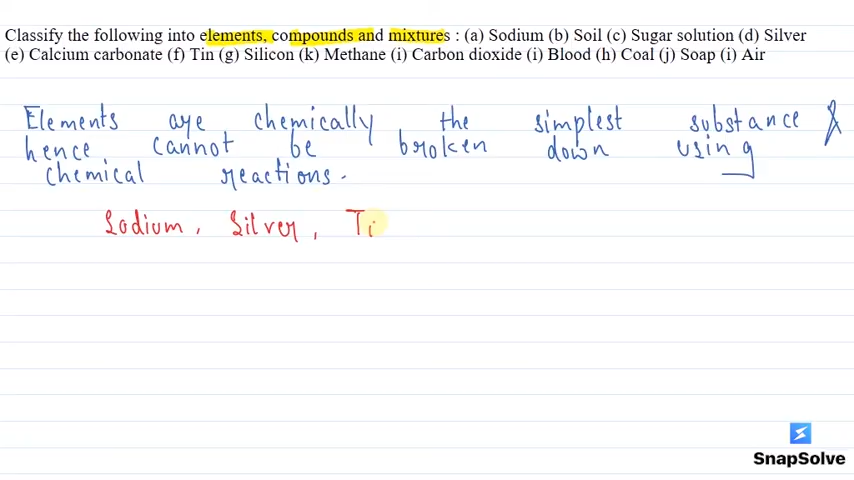 Classify the following into elements, compounds and mixtures : (a) Sodium (b) Soil (c) Sugar solution (d) Silver
(e) Calcium carbonate (f) Tin (g) Silicon (k) Methane (i) Carbon dioxide (i) Blood (h) Coal (j) Soap (i) Air
Elements are chemically the simplest substance &
hence cannot be broken down using
chemical reactions.
Sodium, Silver, Ti
SnapSolve